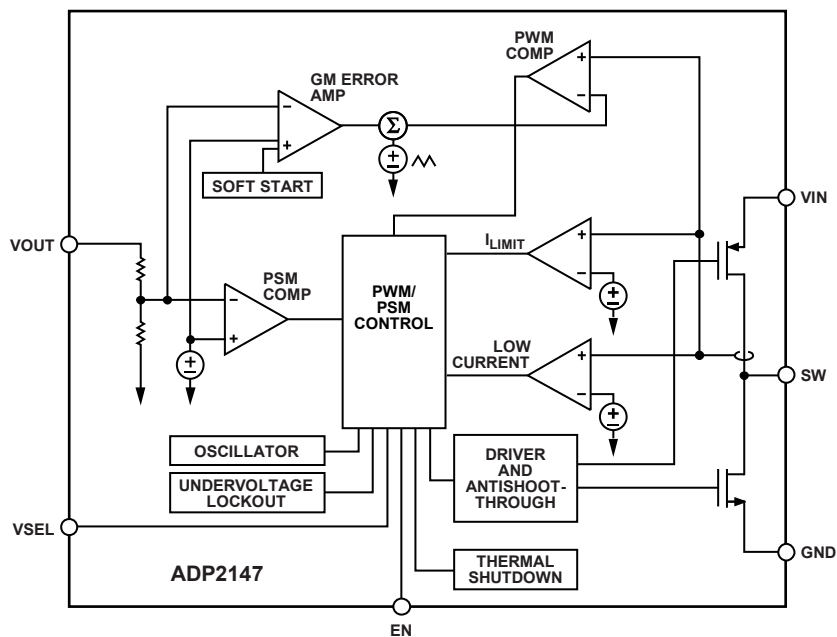 PWM
COMP
GM ERROR
AMP
+
−
−
+
Σ
+
−
SOFT START
VIN
VOUT
PSM
COMP
−
+
+
−
PWM/
PSM
CONTROL
I LIMIT
+
−
+
−
LOW
CURRENT
+
−
+
−
SW
OSCILLATOR
UNDERVOLTAGE
LOCKOUT
DRIVER
AND
ANTISHOOT-
THROUGH
VSEL
GND
ADP2147
THERMAL
SHUTDOWN
EN